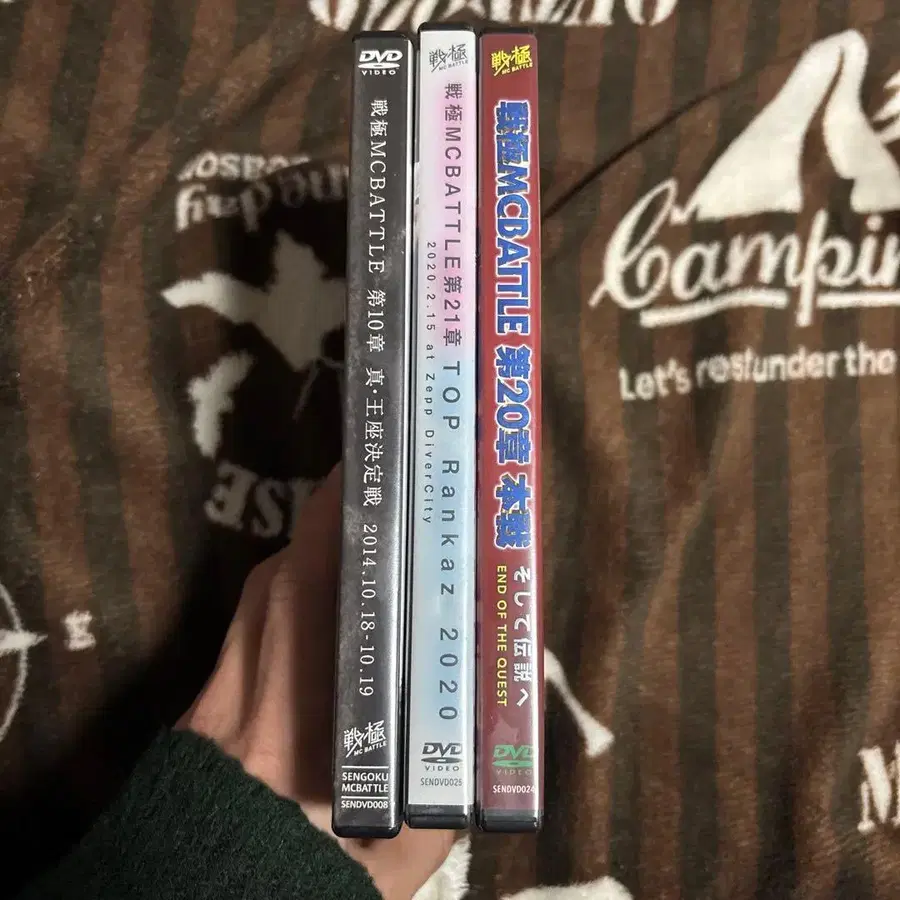 DVD
VIDEO
戦極MCBATTLE 第10章 真・王座決定戦 2014.10.18-10.19
戦極
MC BATTLE
SENGOKU
MCBATTLE
SENDVD008
戦極
MC BATTLE
戦極MCBATTLE第21章 TOP Rankaz 2020
2020.2.15 at Zepp DiverCity
DVD
VIDEO
SENDVD025
戦極
MC BATTLE
戦極MCBATTLE 第20章 本戦
そして伝説へ
END OF THE QUEST
DVD
VIDEO
SENDVD024
Campin
Let's rest under the